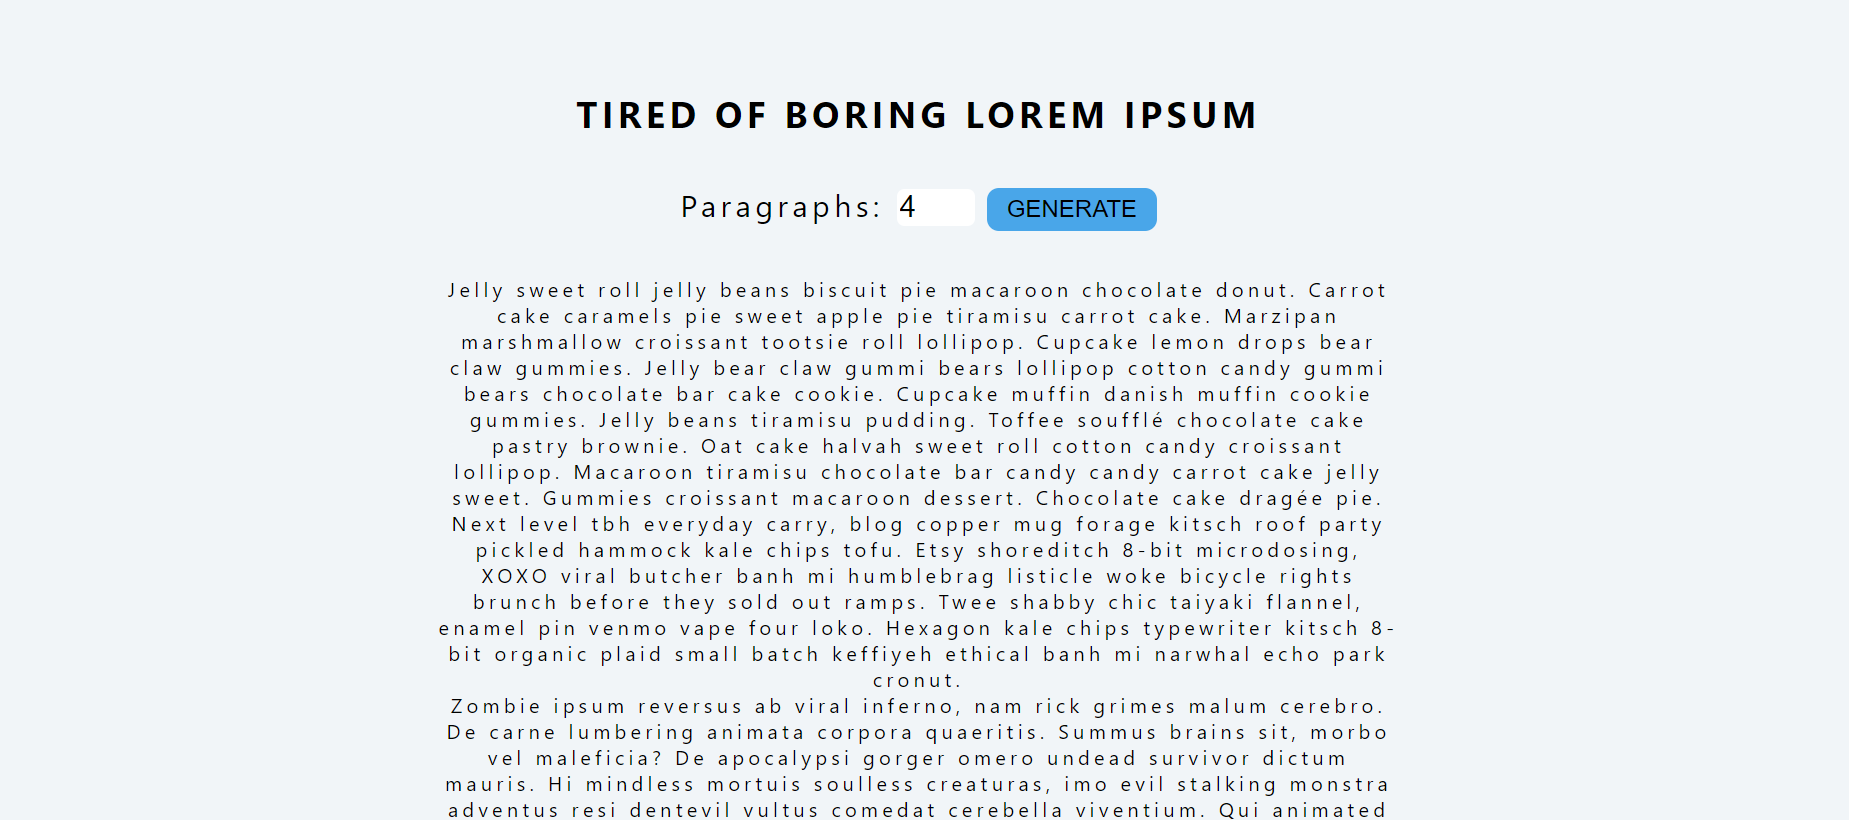 TIRED OF BORING LOREM IPSUM
Paragraphs: 4 GENERATE
Jelly sweet roll jelly beans biscuit pie macaroon chocolate donut. Carrot
cake caramels pie sweet apple pie tiramisu carrot cake. Marzipan
marshmallow croissant tootsie roll lollipop. Cupcake lemon drops bear
claw gummies. Jelly bear claw gummi bears lollipop cotton candy gummi
bears chocolate bar cake cookie. Cupcake muffin danish muffin cookie
gummies. Jelly beans tiramisu pudding. Toffee soufflé chocolate cake
pastry brownie. Oat cake halvah sweet roll cotton candy croissant
lollipop. Macaroon tiramisu chocolate bar candy candy carrot cake jelly
sweet. Gummies croissant macaroon dessert. Chocolate cake dragée pie.
Next level tbh everyday carry, blog copper mug forage kitsch roof party
pickled hammock kale chips tofu. Etsy shoreditch 8-bit microdosing,
XOXO viral butcher banh mi humblebrag listicle woke bicycle rights
brunch before they sold out ramps. Twee shabby chic taiyaki flannel,
enamel pin venmo vape four loko. Hexagon kale chips typewriter kitsch 8-
bit organic plaid small batch keffiyeh ethical banh mi narwhal echo park
cronut.
Zombie ipsum reversus ab viral inferno, nam rick grimes malum cerebro.
De carne lumbering animata corpora quaeritis. Summus brains sit, morbo
vel maleficia? De apocalypsi gorger omero undead survivor dictum
mauris. Hi mindless mortuis soulless creaturas, imo evil stalking monstra
adventus resi dentevil vultus comedat cerebella viventium. Qui animated